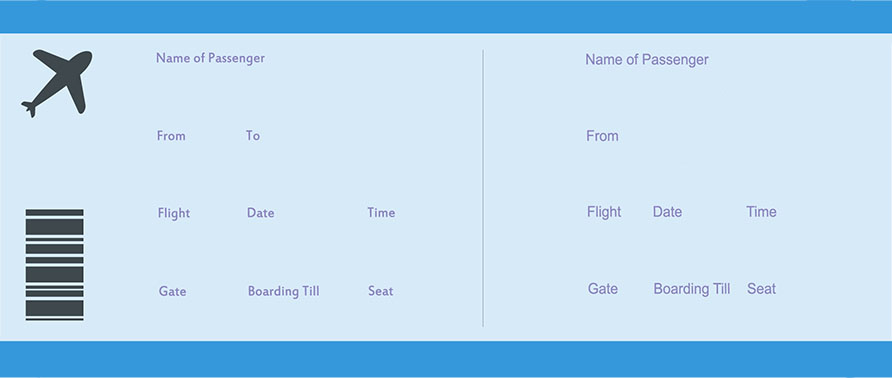 Name of Passenger
From To
Flight Date Time
Gate Boarding Till Seat
Name of Passenger
From
Flight Date Time
Gate Boarding Till Seat